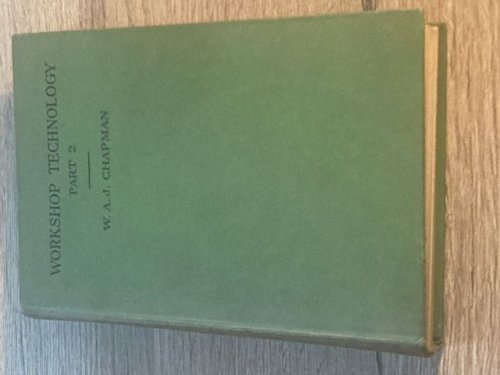 WORKSHOP TECHNOLOGY
PART 2
W. A. J. CHAPMAN